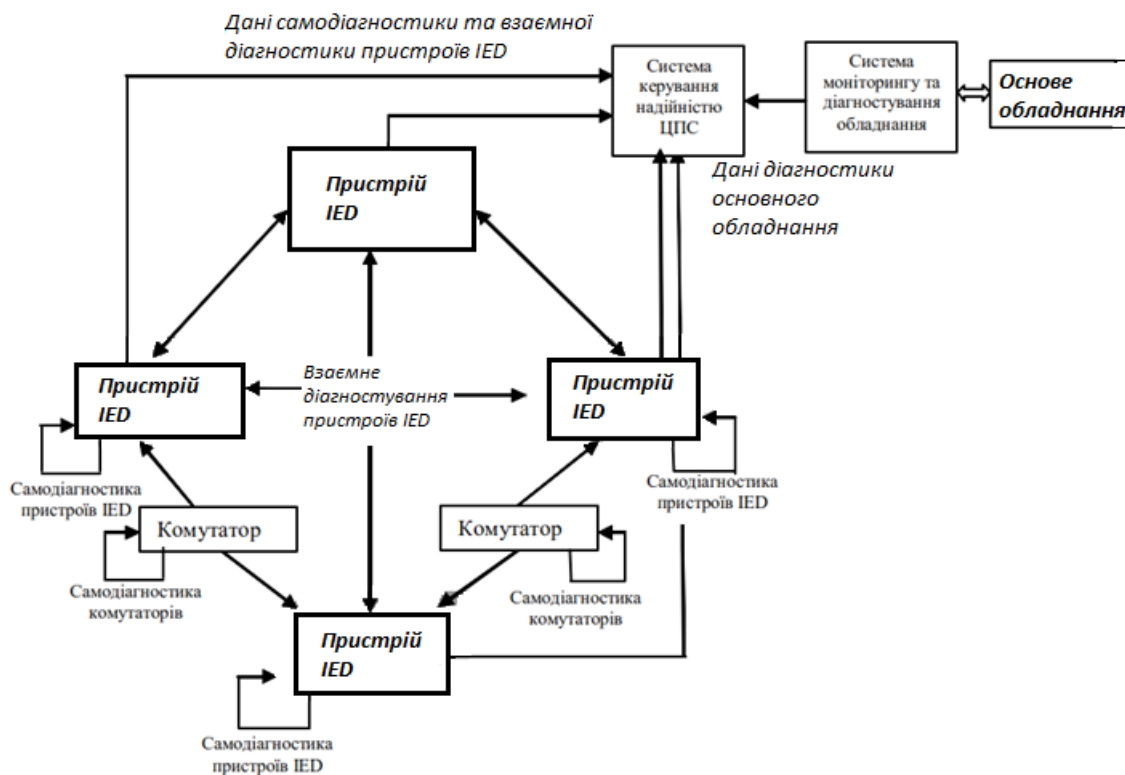 Дані самодіагностики та взаємної
діагностики пристроїв IED
Система
керування
надійністю
ЦПС
Система
моніторингу та
діагностування
обладнання
Основе
обладнання
Дані діагностики
основного
обладнання
Пристрій
IED
Пристрій
IED
Взаємне
діагностування
пристроїв IED
Пристрій
IED
Самодіагностика
пристроїв IED
Самодіагностика
пристроїв IED
Комутатор
Комутатор
Самодіагностика
комутаторів
Самодіагностика
комутаторів
Пристрій
IED
Самодіагностика
пристроїв IED